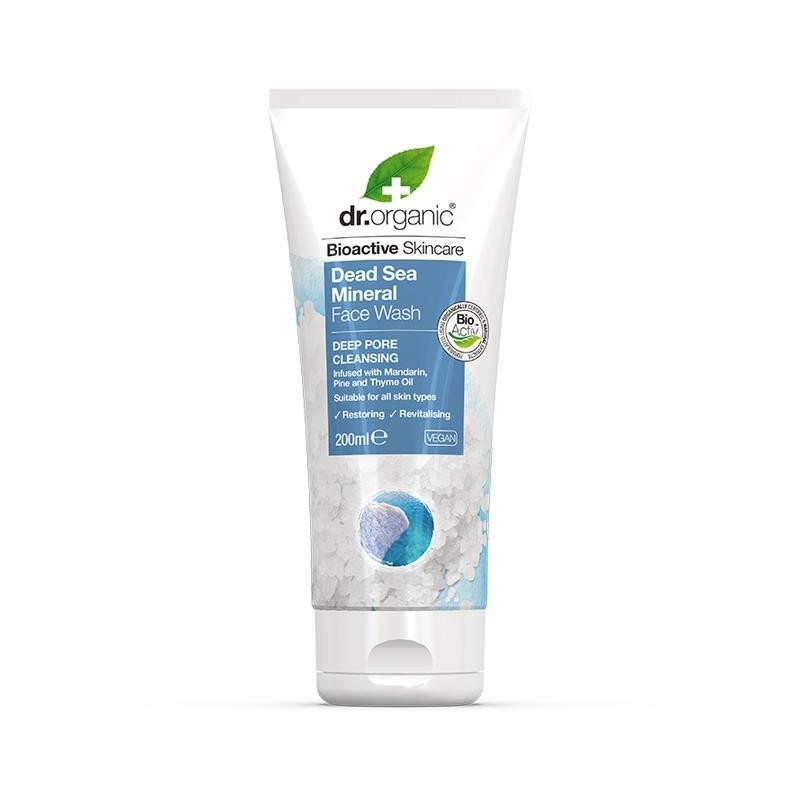 dr.organic®
Bioactive Skincare
Dead Sea
Mineral
Face Wash
DEEP PORE
CLEANSING
Infused with Mandarin,
Pine and Thyme Oil
Suitable for all skin types
✓ Restoring ✓ Revitalising
200ml ℮
VEGAN
Bio
Activ